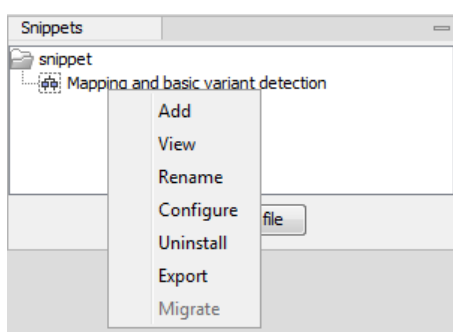 Snippets
snippet
Mapping and basic variant detection
Add
View
Rename
Configure
file
Uninstall
Export
Migrate